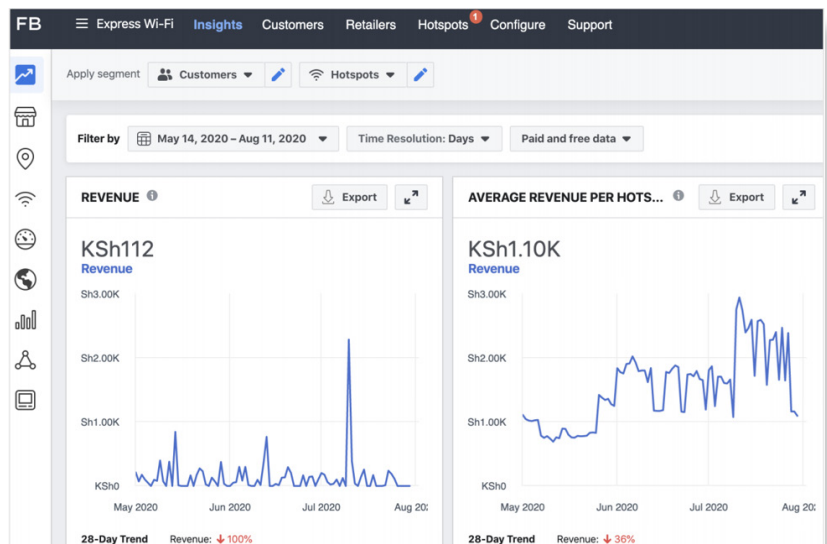 FB Express Wi-Fi Insights Customers Retailers Hotspots 1 Configure Support
Apply segment Customers Hotspots
Filter by May 14, 2020 – Aug 11, 2020 Time Resolution: Days Paid and free data
REVENUE Export
KSh112
Revenue
Sh3.00K
Sh2.00K
Sh1.00K
KSh0
May 2020 Jun 2020 Jul 2020 Aug 202
28-Day Trend Revenue: 100%
AVERAGE REVENUE PER HOTS... Export
KSh1.10K
Revenue
Sh3.00K
Sh2.00K
Sh1.00K
KSh0
May 2020 Jun 2020 Jul 2020 Aug 202
28-Day Trend Revenue: 36%